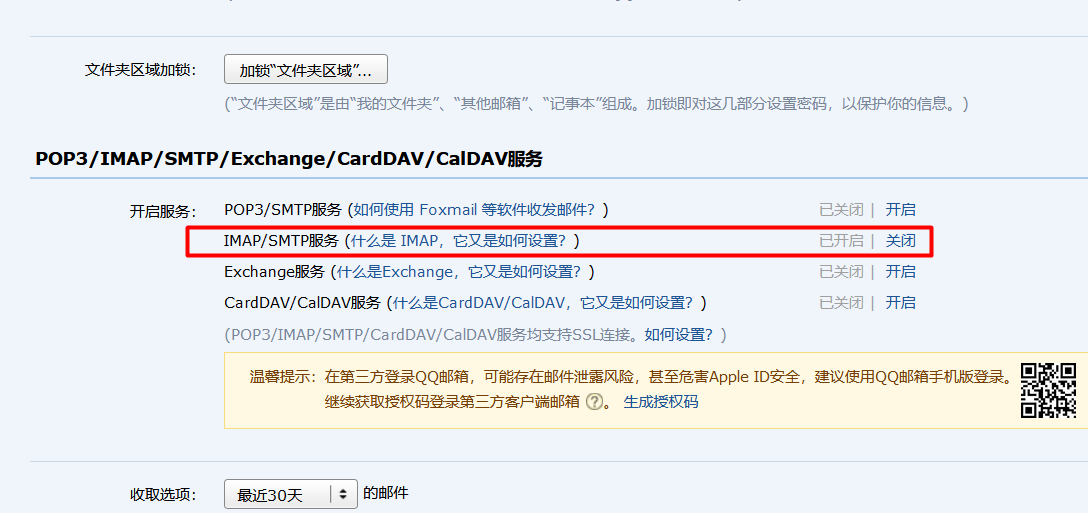 文件夹区域加锁： 加锁“文件夹区域”...
(“文件夹区域”是由“我的文件夹”、“其他邮箱”、“记事本”组成。加锁即对这几部分设置密码，以保护你的信息。)
POP3/IMAP/SMTP/Exchange/CardDAV/CalDAV服务
开启服务： POP3/SMTP服务 (如何使用 Foxmail 等软件收发邮件？) 已关闭 | 开启
IMAP/SMTP服务 (什么是 IMAP，它又是如何设置？) 已开启 | 关闭
Exchange服务 (什么是Exchange，它又是如何设置？) 已关闭 | 开启
CardDAV/CalDAV服务 (什么是CardDAV/CalDAV，它又是如何设置？) 已关闭 | 开启
(POP3/IMAP/SMTP/CardDAV/CalDAV服务均支持SSL连接。如何设置？)
温馨提示：在第三方登录QQ邮箱，可能存在邮件泄露风险，甚至危害Apple ID安全，建议使用QQ邮箱手机版登录。
继续获取授权码登录第三方客户端邮箱 ?。 生成授权码
收取选项： 最近30天 的邮件